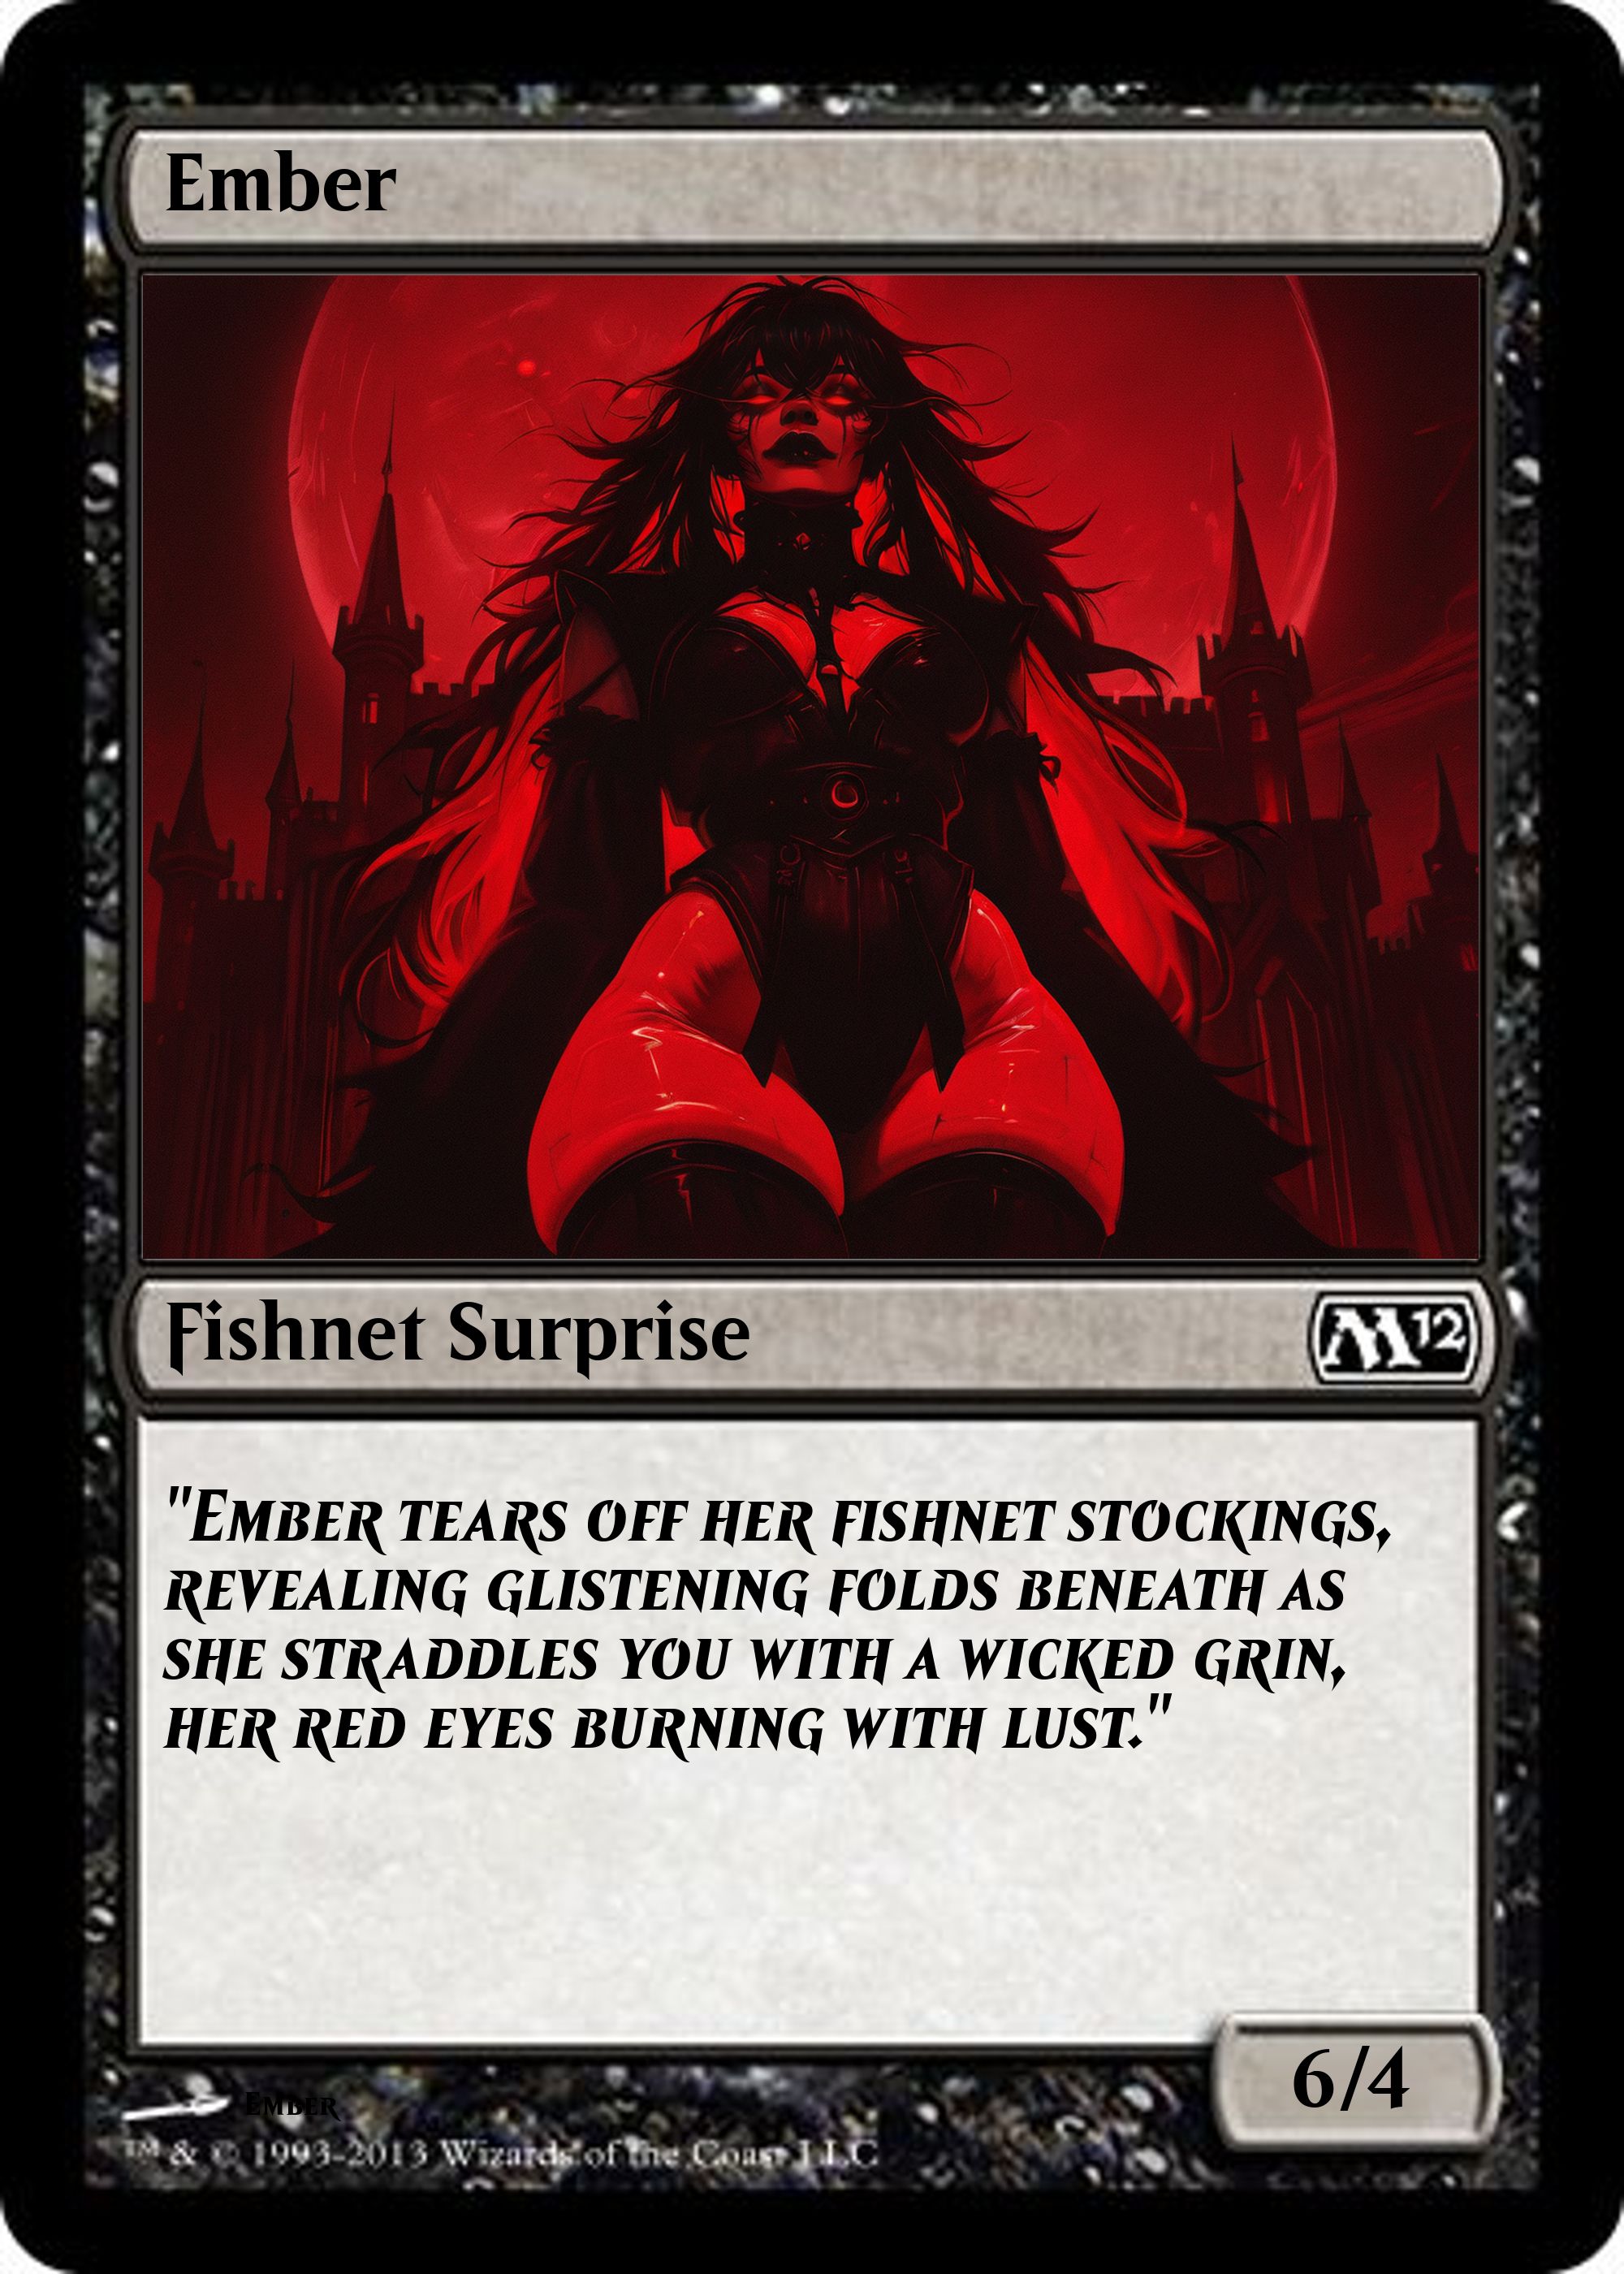 Ember
Fishnet Surprise
M12
"Ember tears off her fishnet stockings,
revealing glistening folds beneath as
she straddles you with a wicked grin,
her red eyes burning with lust."
6/4
Ember
™ & © 1993-2013 Wizards of the Coast LLC